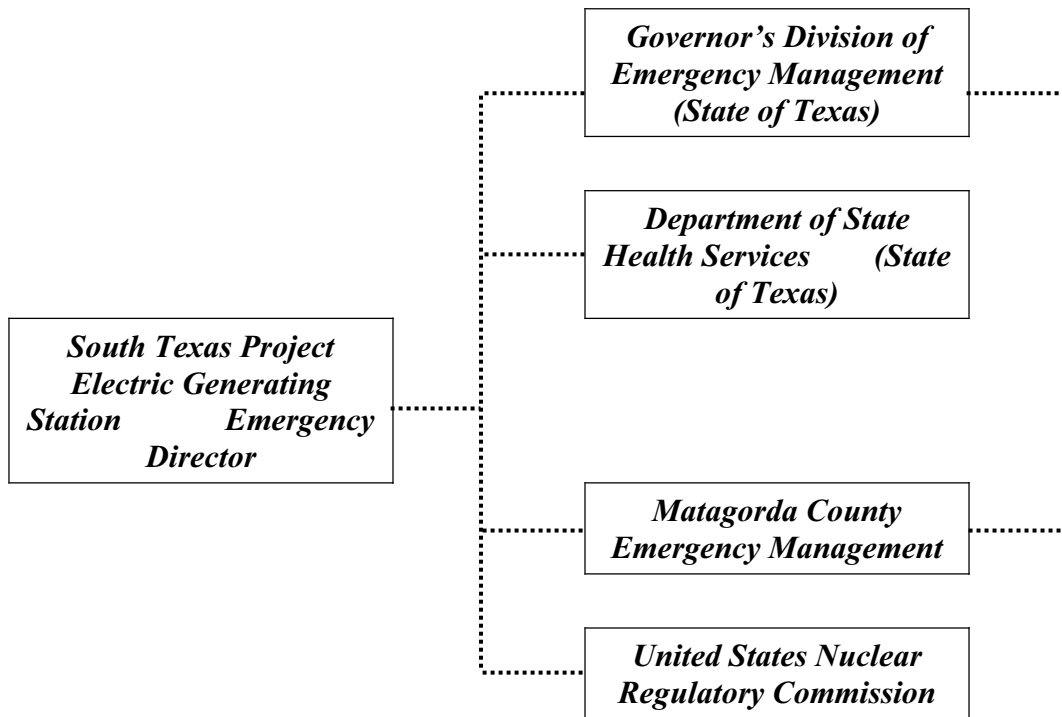 Governor’s Division of
Emergency Management
(State of Texas)
Department of State
Health Services (State
of Texas)
South Texas Project
Electric Generating
Station Emergency
Director
Matagorda County
Emergency Management
United States Nuclear
Regulatory Commission